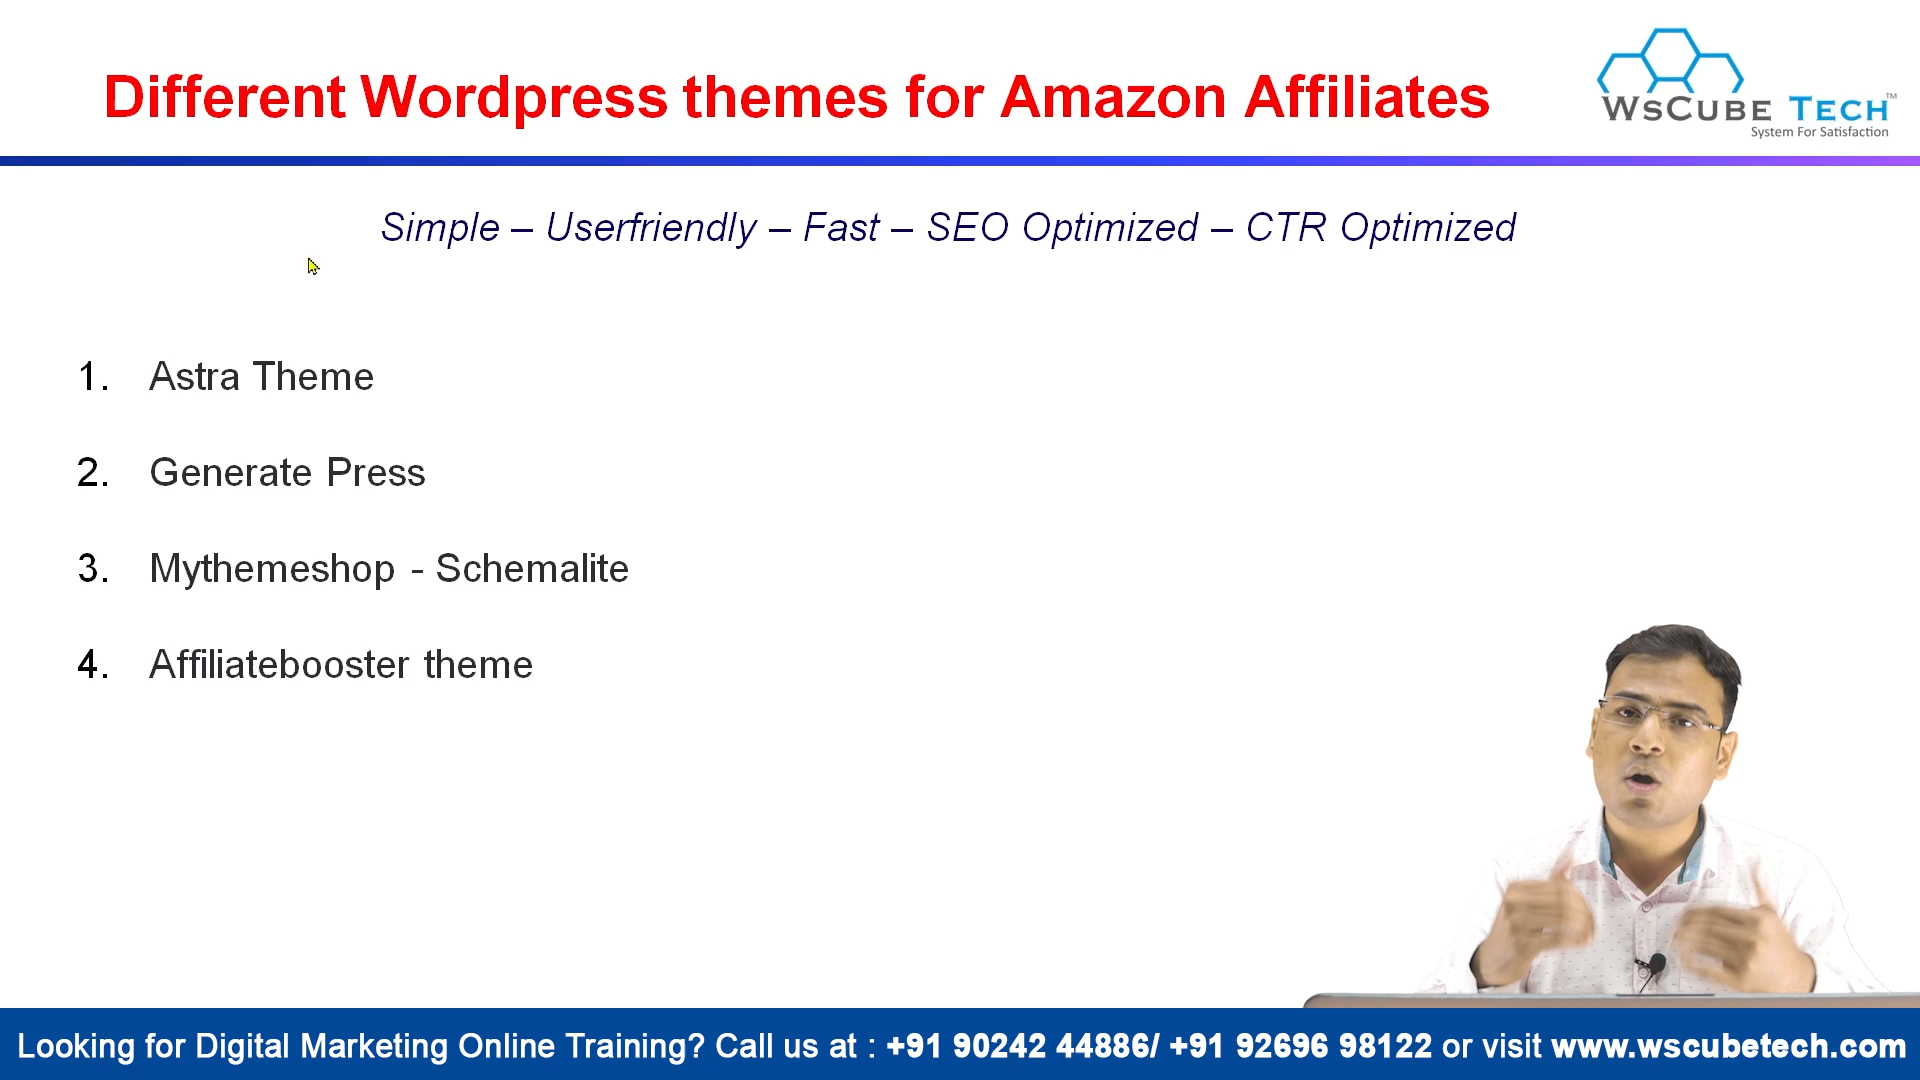 Different Wordpress themes for Amazon Affiliates
WSCUBE TECH™
System For Satisfaction
Simple – Userfriendly – Fast – SEO Optimized – CTR Optimized
1. Astra Theme
2. Generate Press
3. Mythemeshop - Schemalite
4. Affiliatebooster theme
Looking for Digital Marketing Online Training? Call us at : +91 90242 44886/ +91 92696 98122 or visit www.wscubetech.com